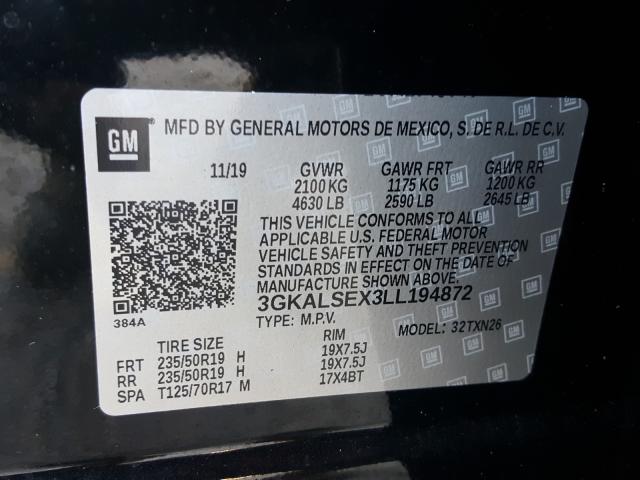 GM
MFD BY GENERAL MOTORS DE MEXICO, S. DE R.L. DE C.V.
11/19 GVWR GAWR FRT GAWR RR
2100 KG 1175 KG 1200 KG
4630 LB 2590 LB 2645 LB
THIS VEHICLE CONFORMS TO ALL
APPLICABLE U.S. FEDERAL MOTOR
VEHICLE SAFETY AND THEFT PREVENTION
STANDARDS IN EFFECT ON THE DATE OF
MANUFACTURE SHOWN ABOVE.
3GKALSEX3LL194872
384A TYPE: M.P.V. MODEL: 32TXN26
TIRE SIZE RIM
FRT 235/50R19 H 19X7.5J
RR 235/50R19 H 19X7.5J
SPA T125/70R17 M 17X4BT